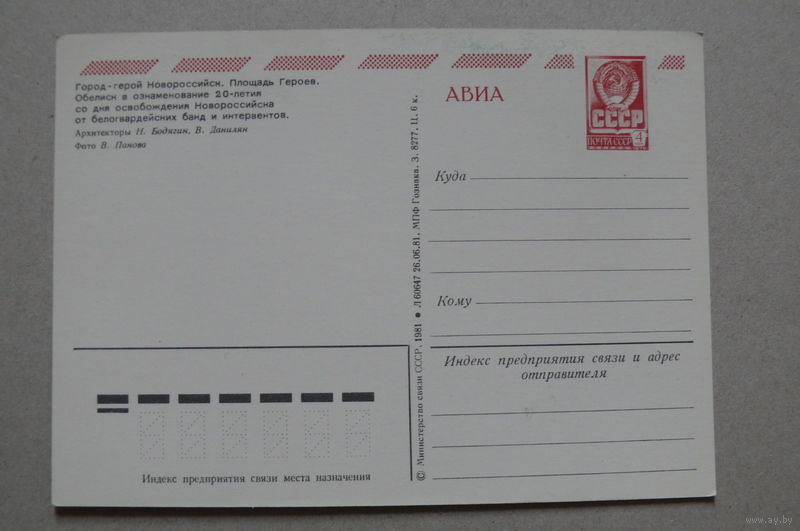 Город-герой Новороссийск. Площадь Героев.
Обелиск в ознаменование 20-летия
со дня освобождения Новороссийска
от белогвардейских банд и интервентов.
Архитекторы Н. Бодягин, В. Данилян
Фото В. Панова
АВИА
СССР
ПОЧТА СССР 4
Куда
Кому
Индекс предприятия связи и адрес
отправителя
© Министерство связи СССР, 1981 ● Л 60647 26.06.81. МПФ Гознака. З. 8277. Ц. 6 к.
Индекс предприятия связи места назначения
www.ay.by